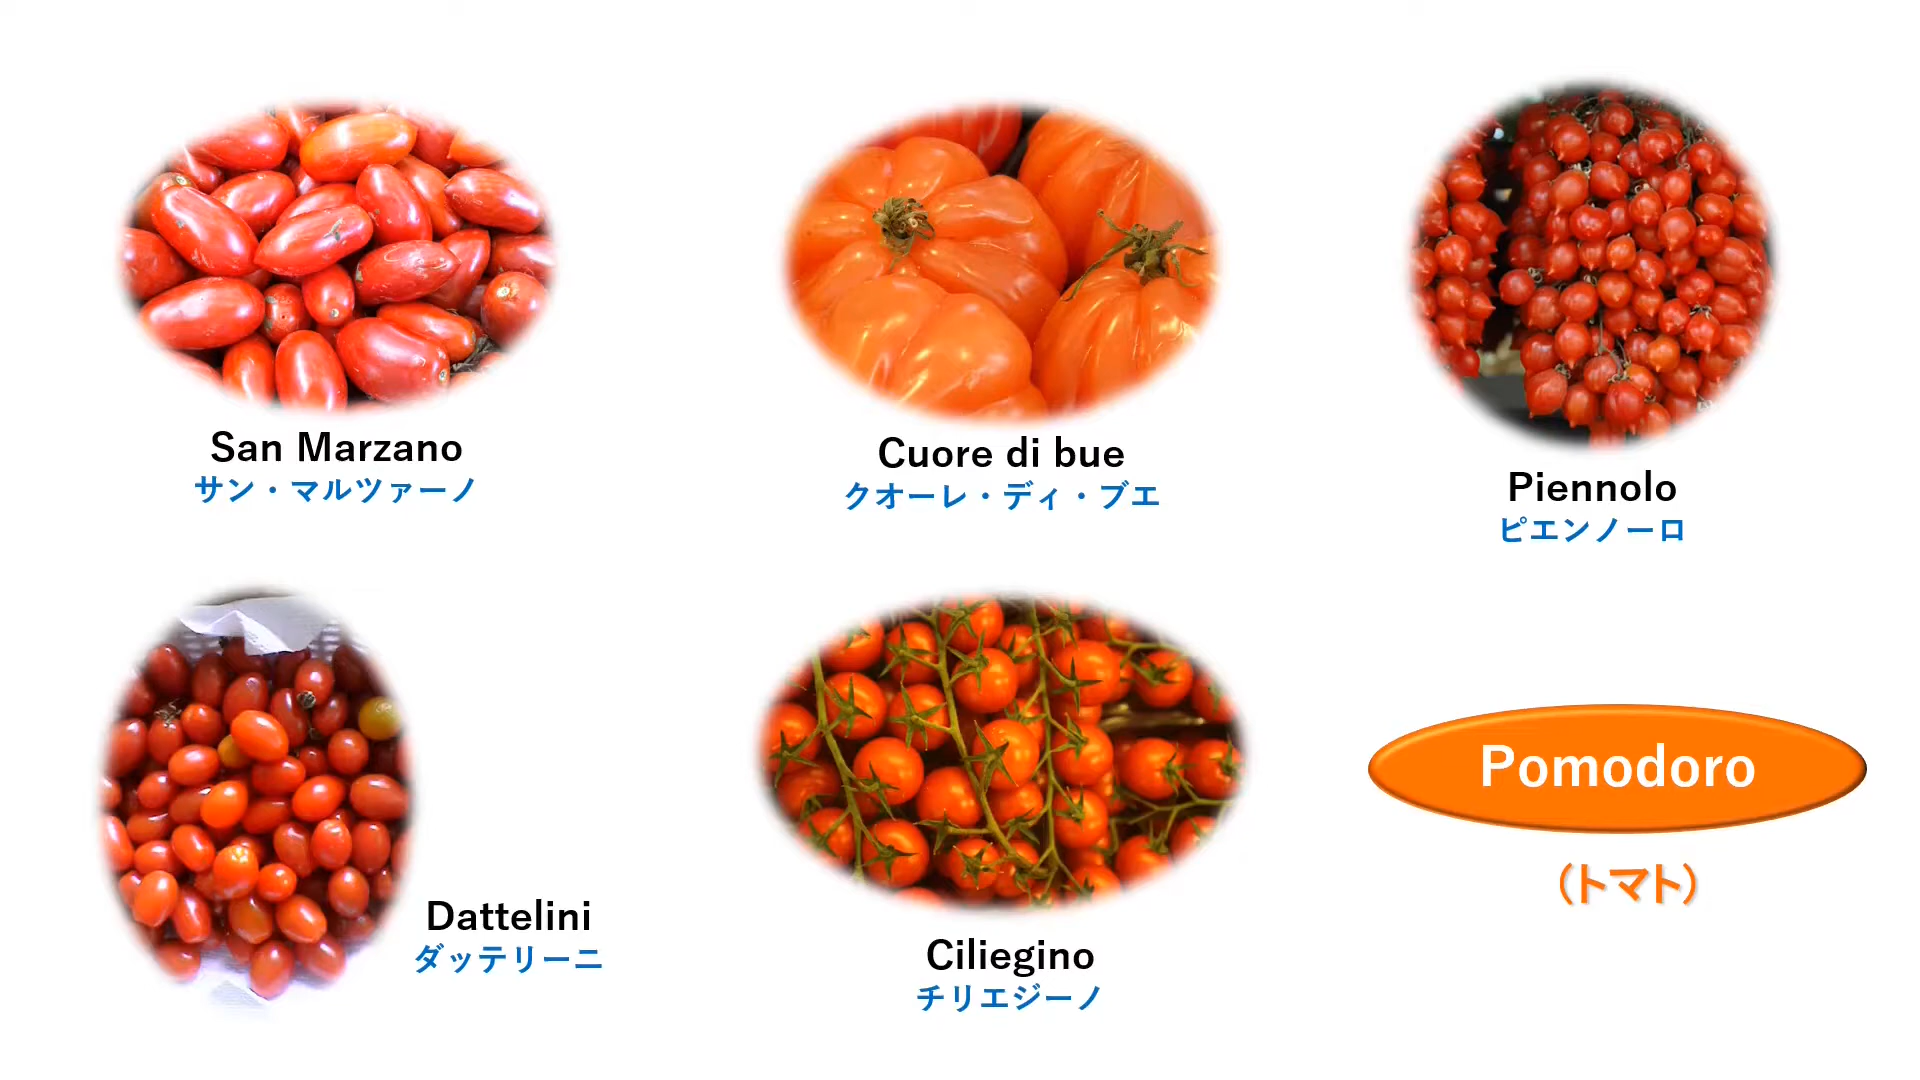 San Marzano
サン・マルツァーノ
Cuore di bue
クオーレ・ディ・ブエ
Piennolo
ピエンノーロ
Dattelini
ダッテリーニ
Ciliegino
チリエジーノ
Pomodoro
(トマト)